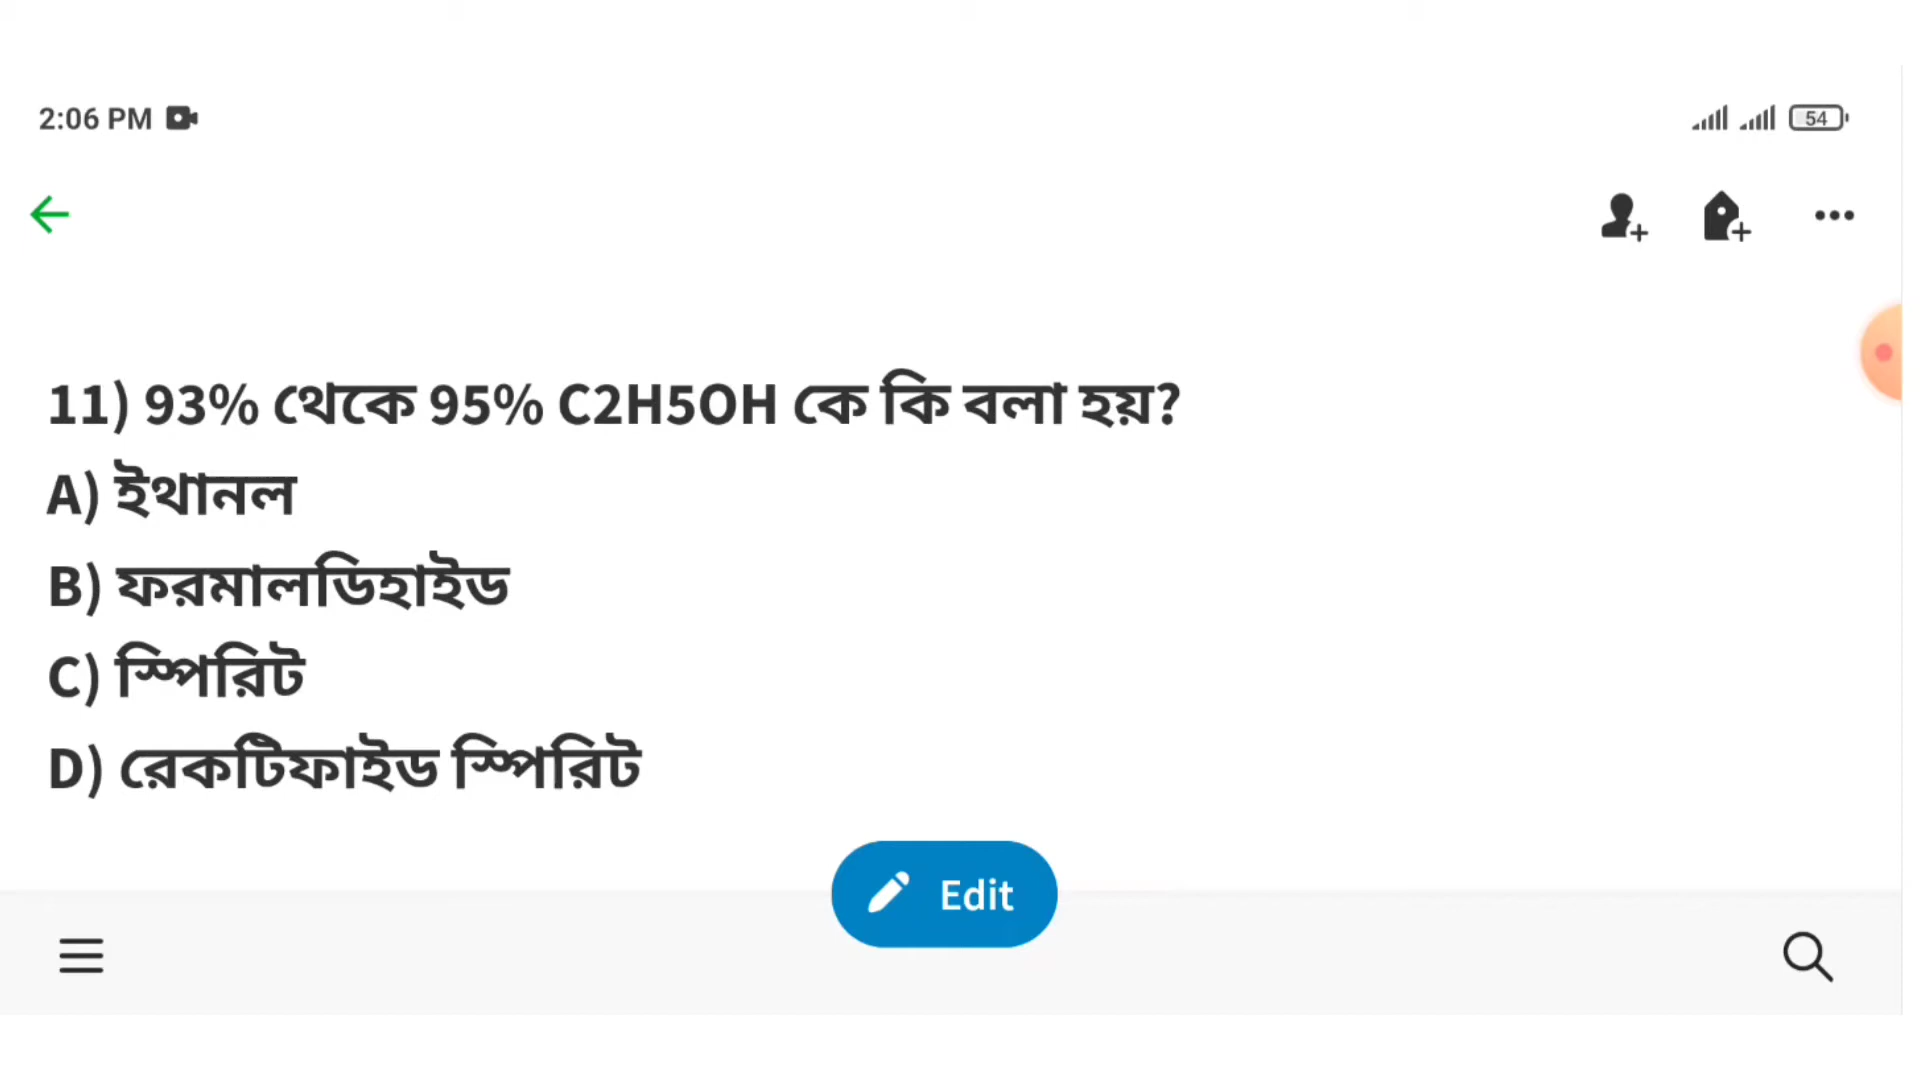 2:06 PM
54
11) 93% থেকে 95% C2H5OH কে কি বলা হয়?
A) ইথানল
B) ফরমালডিহাইড
C) স্পিরিট
D) রেকটিফাইড স্পিরিট
Edit